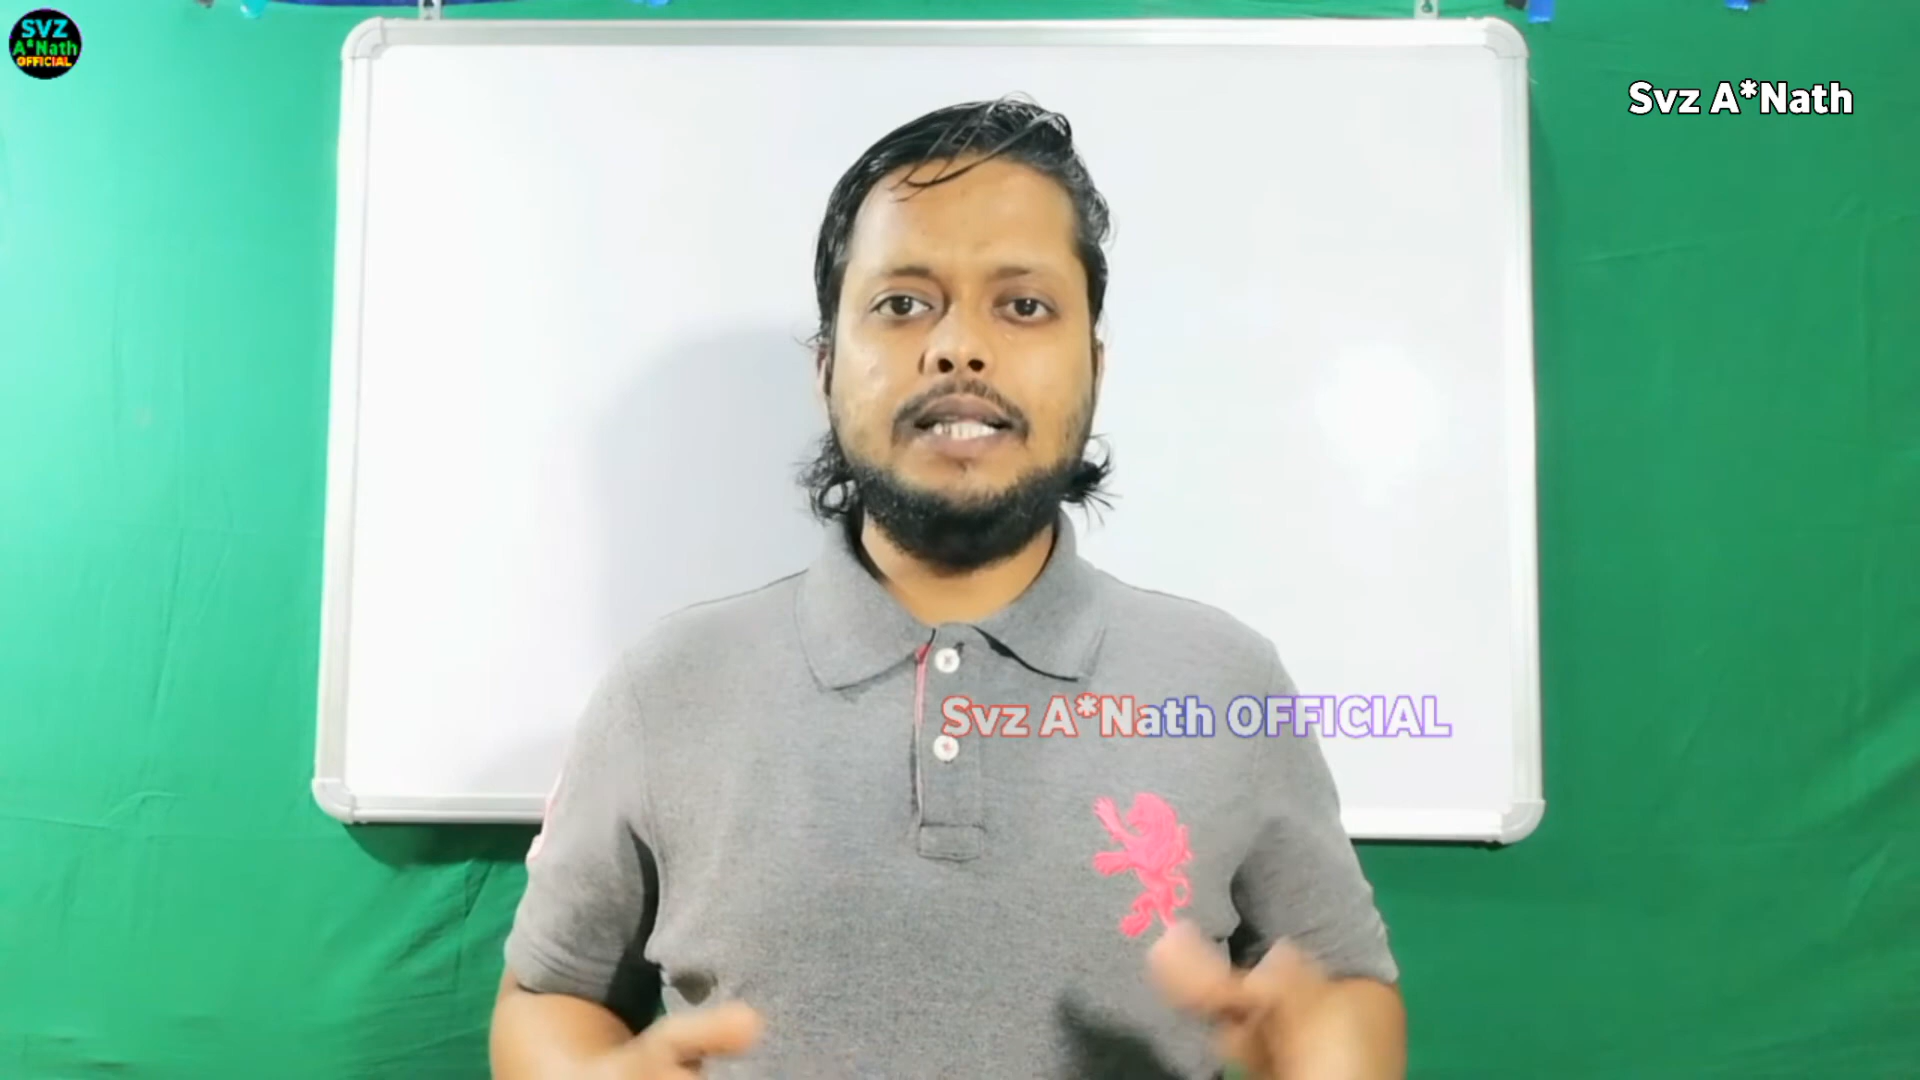 SVZ
A*Nath
OFFICIAL
Svz A*Nath
Svz A*Nath OFFICIAL